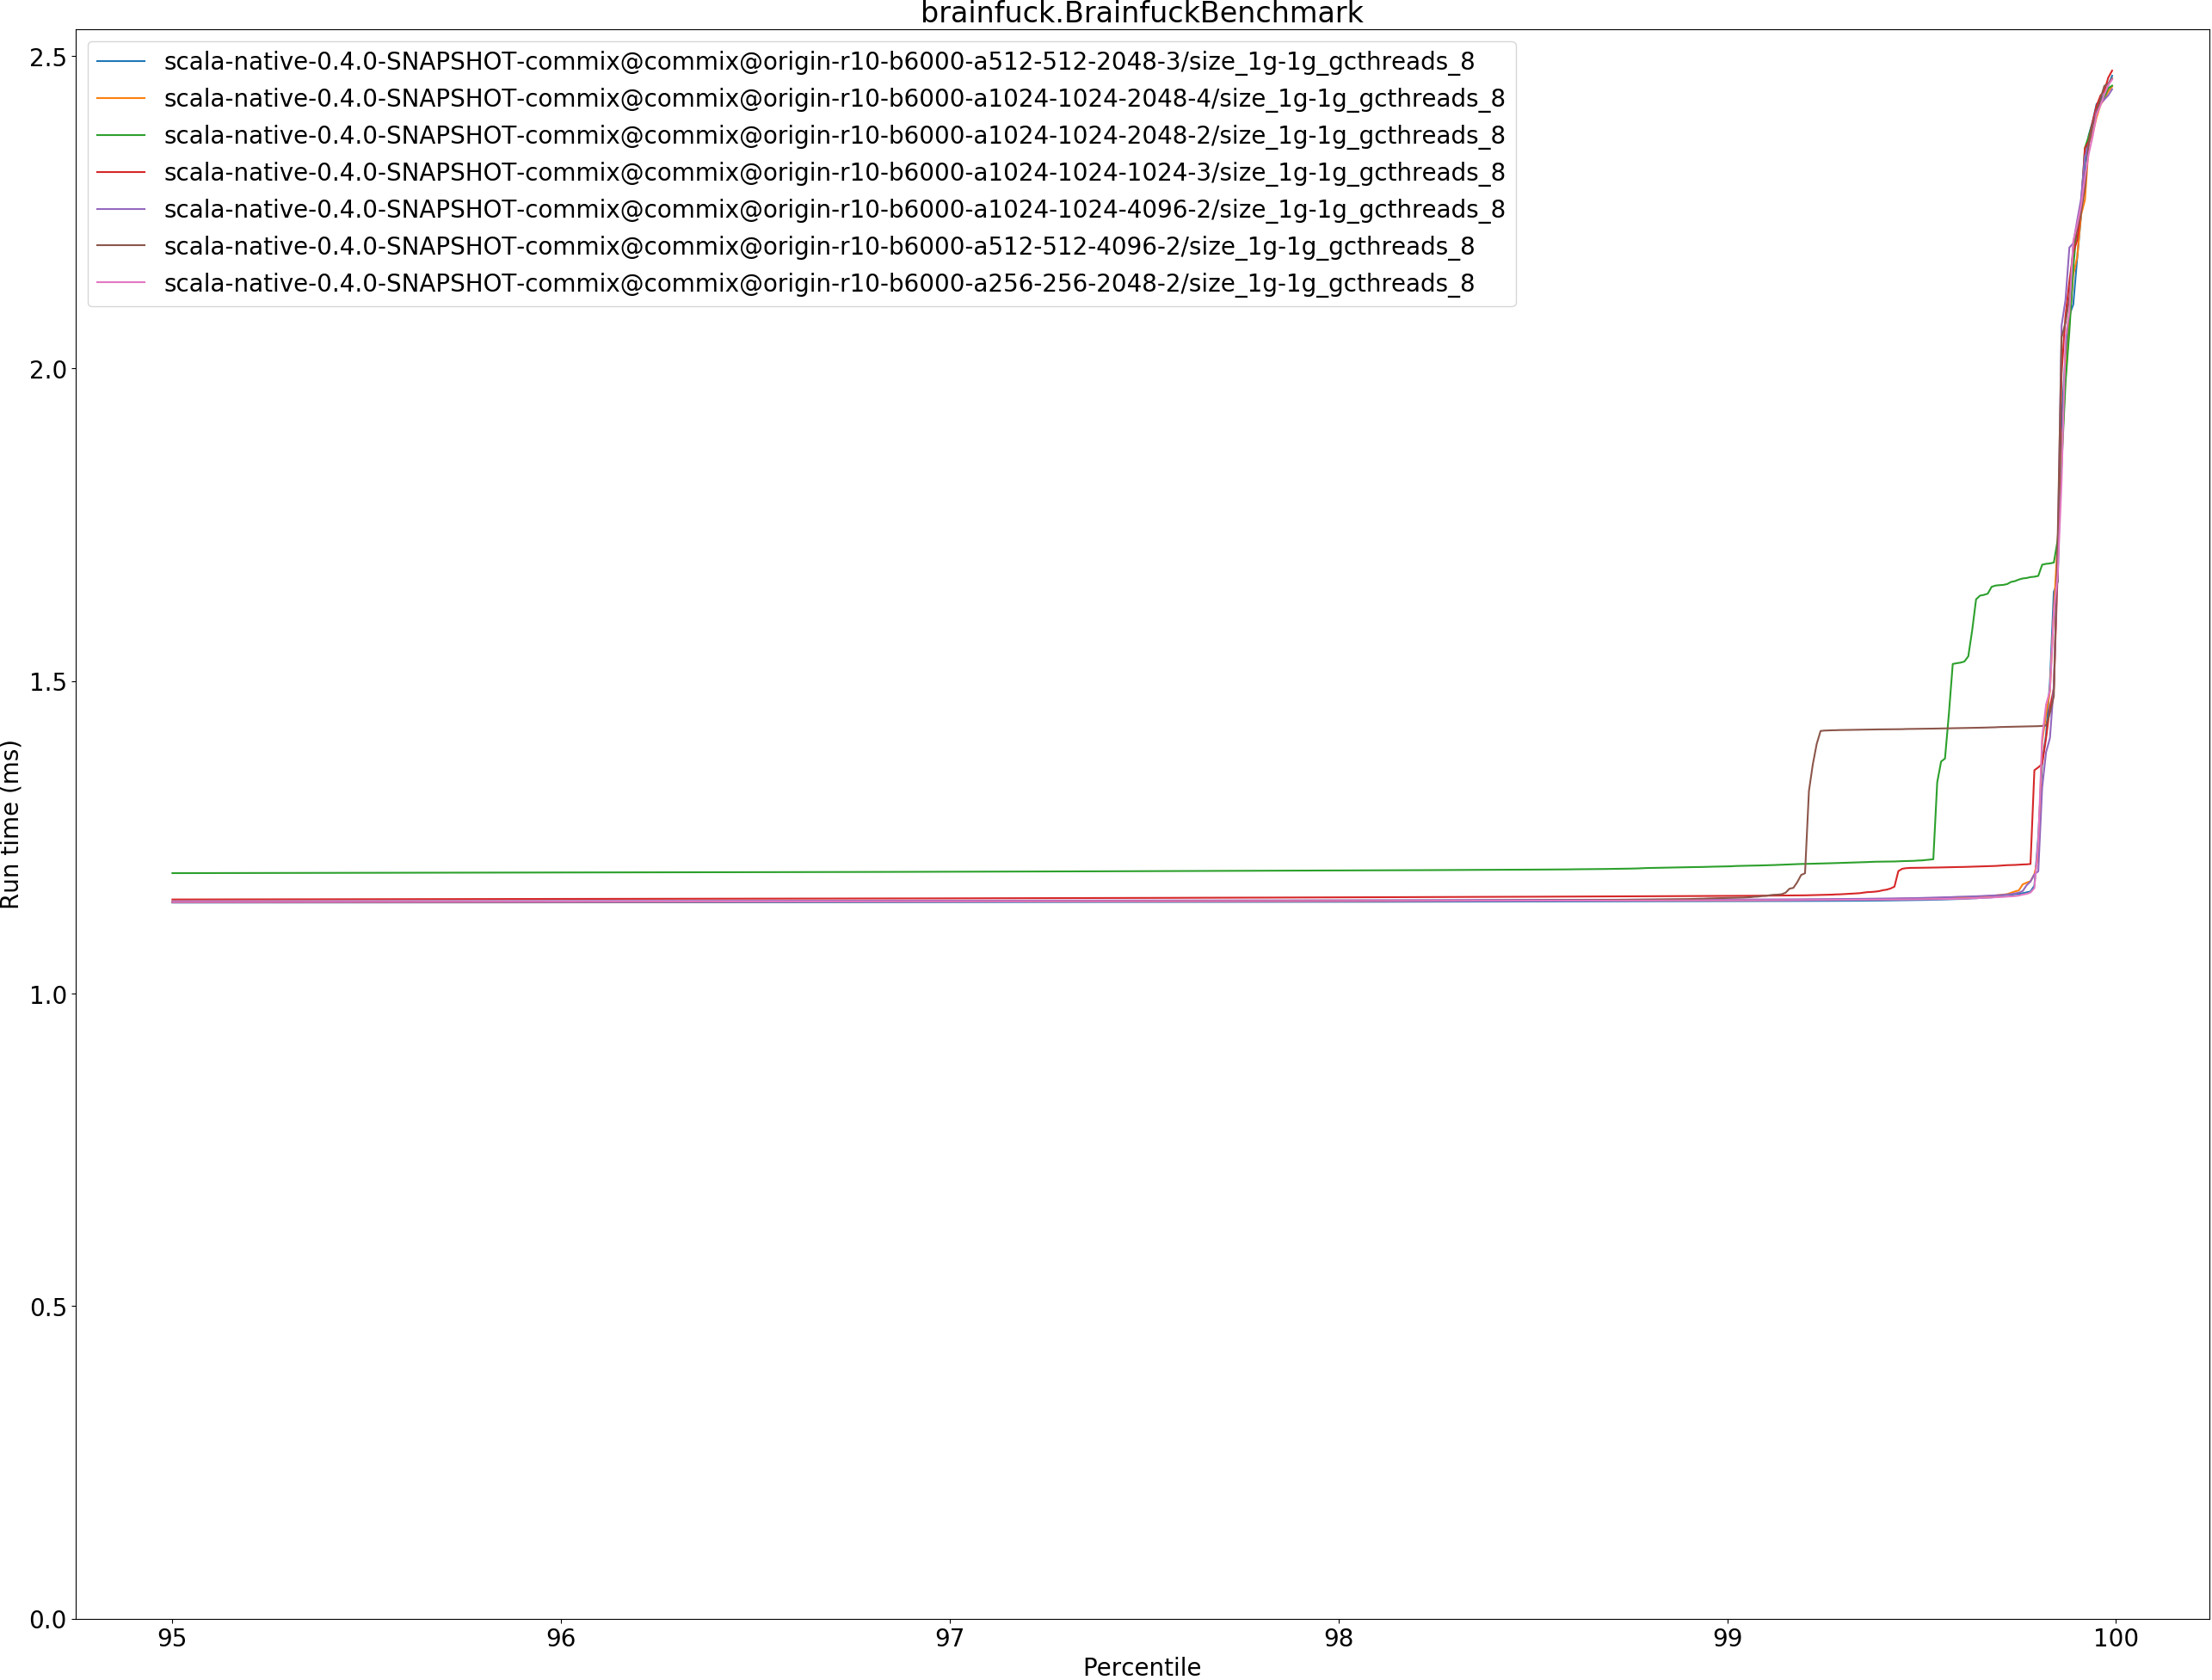 brainfuck.BrainfuckBenchmark
scala-native-0.4.0-SNAPSHOT-commix@commix@origin-r10-b6000-a512-512-2048-3/size_1g-1g_gcthreads_8
scala-native-0.4.0-SNAPSHOT-commix@commix@origin-r10-b6000-a1024-1024-2048-4/size_1g-1g_gcthreads_8
scala-native-0.4.0-SNAPSHOT-commix@commix@origin-r10-b6000-a1024-1024-2048-2/size_1g-1g_gcthreads_8
scala-native-0.4.0-SNAPSHOT-commix@commix@origin-r10-b6000-a1024-1024-1024-3/size_1g-1g_gcthreads_8
scala-native-0.4.0-SNAPSHOT-commix@commix@origin-r10-b6000-a1024-1024-4096-2/size_1g-1g_gcthreads_8
scala-native-0.4.0-SNAPSHOT-commix@commix@origin-r10-b6000-a512-512-4096-2/size_1g-1g_gcthreads_8
scala-native-0.4.0-SNAPSHOT-commix@commix@origin-r10-b6000-a256-256-2048-2/size_1g-1g_gcthreads_8
2.5
2.0
1.5
1.0
0.5
0.0
Run time (ms)
95 96 97 98 99 100
Percentile